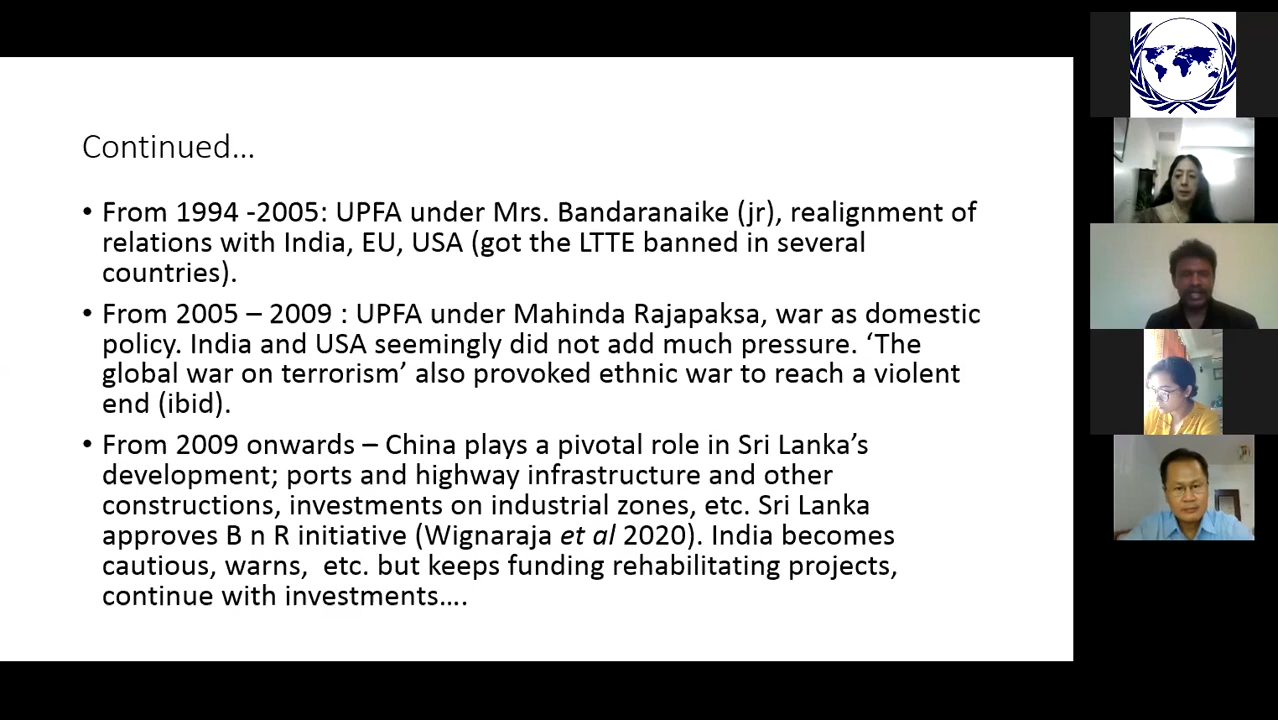 Continued...
• From 1994 -2005: UPFA under Mrs. Bandaranaike (jr), realignment of
relations with India, EU, USA (got the LTTE banned in several
countries).
• From 2005 – 2009 : UPFA under Mahinda Rajapaksa, war as domestic
policy. India and USA seemingly did not add much pressure. ‘The
global war on terrorism’ also provoked ethnic war to reach a violent
end (ibid).
• From 2009 onwards – China plays a pivotal role in Sri Lanka’s
development; ports and highway infrastructure and other
constructions, investments on industrial zones, etc. Sri Lanka
approves B n R initiative (Wignaraja et al 2020). India becomes
cautious, warns,  etc. but keeps funding rehabilitating projects,
continue with investments….